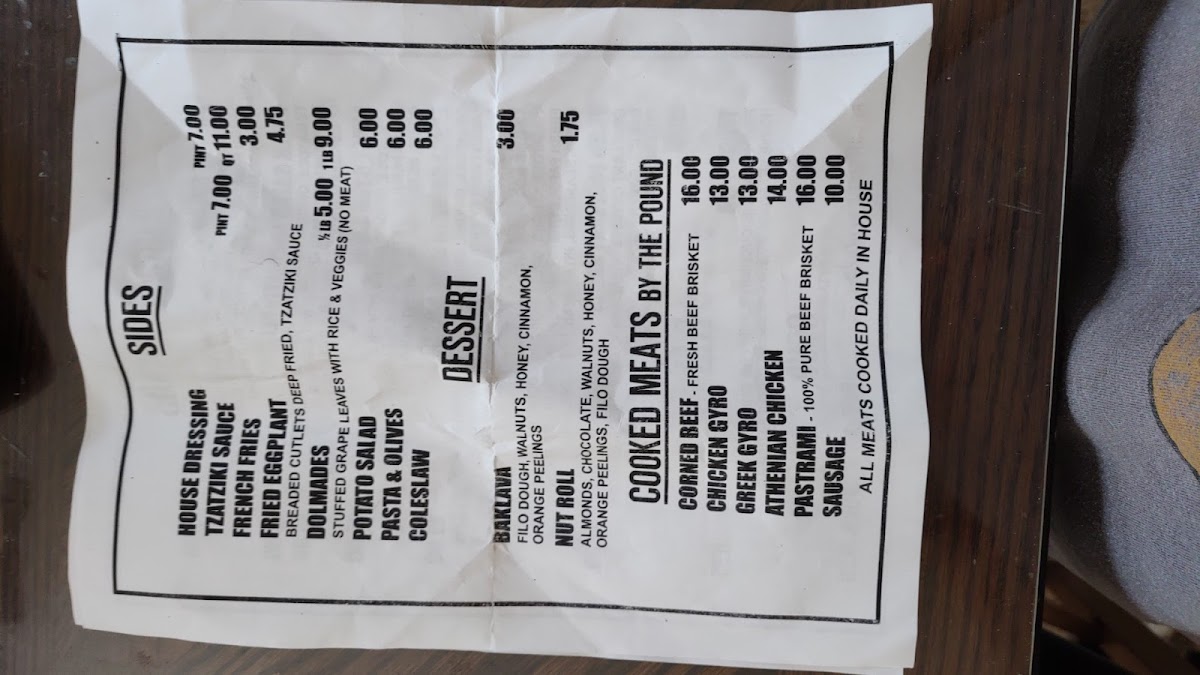 SIDES
HOUSE DRESSING PINT 7.00
TZATZIKI SAUCE PINT 7.00 QT 11.00
FRENCH FRIES 3.00
FRIED EGGPLANT 4.75
BREADED CUTLETS DEEP FRIED, TZATZIKI SAUCE
DOLMADES ½ LB 5.00 1 LB 9.00
STUFFED GRAPE LEAVES WITH RICE & VEGGIES (NO MEAT)
POTATO SALAD 6.00
PASTA & OLIVES 6.00
COLESLAW 6.00
DESSERT
BAKLAVA 3.00
FILO DOUGH, WALNUTS, HONEY, CINNAMON,
ORANGE PEELINGS
NUT ROLL 1.75
ALMONDS, CHOCOLATE, WALNUTS, HONEY, CINNAMON,
ORANGE PEELINGS, FILO DOUGH
COOKED MEATS BY THE POUND
CORNED BEEF - FRESH BEEF BRISKET 16.00
CHICKEN GYRO 13.00
GREEK GYRO 13.00
ATHENIAN CHICKEN 14.00
PASTRAMI - 100% PURE BEEF BRISKET 16.00
SAUSAGE 10.00
ALL MEATS COOKED DAILY IN HOUSE